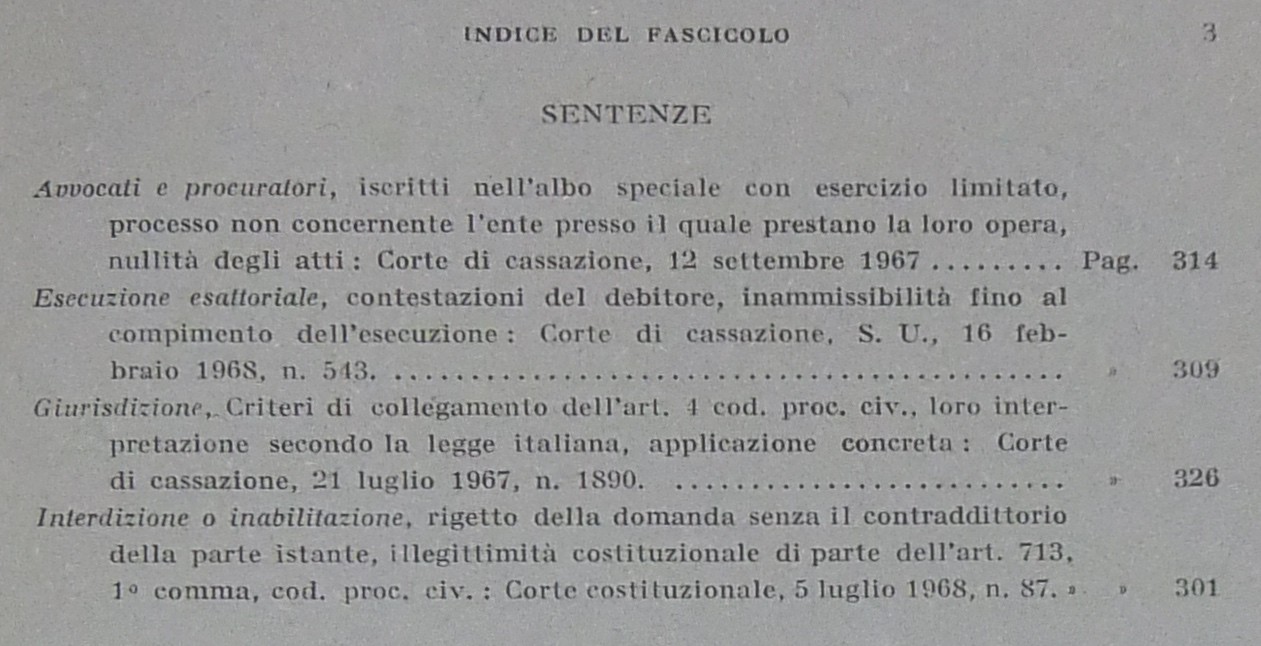 INDICE DEL FASCICOLO 3
SENTENZE
Avvocati e procuratori, iscritti nell'albo speciale con esercizio limitato,
processo non concernente l'ente presso il quale prestano la loro opera,
nullità degli atti : Corte di cassazione, 12 settembre 1967 ......... Pag. 314
Esecuzione esattoriale, contestazioni del debitore, inammissibilità fino al
compimento dell'esecuzione : Corte di cassazione, S. U., 16 feb-
braio 1968, n. 543. ........................................... » 309
Giurisdizione, Criteri di collegamento dell'art. 4 cod. proc. civ., loro inter-
pretazione secondo la legge italiana, applicazione concreta : Corte
di cassazione, 21 luglio 1967, n. 1890. ......................... » 326
Interdizione o inabilitazione, rigetto della domanda senza il contraddittorio
della parte istante, illegittimità costituzionale di parte dell'art. 713,
1º comma, cod. proc. civ. : Corte costituzionale, 5 luglio 1968, n. 87. » » 301